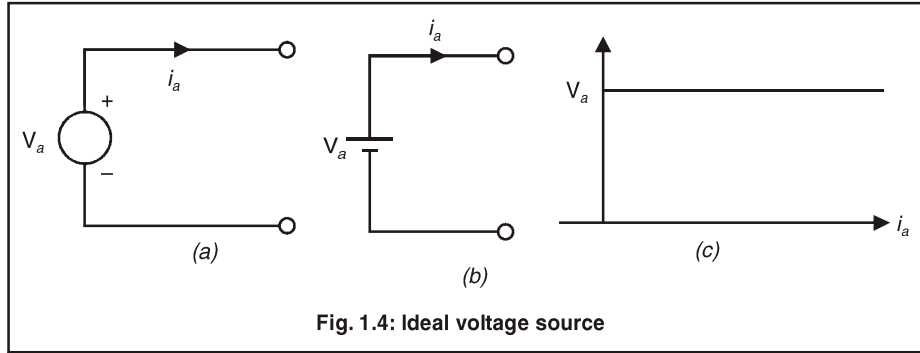 i_a
+
V_a
–
(a)
i_a
V_a
(b)
V_a
i_a
(c)
Fig. 1.4: Ideal voltage source